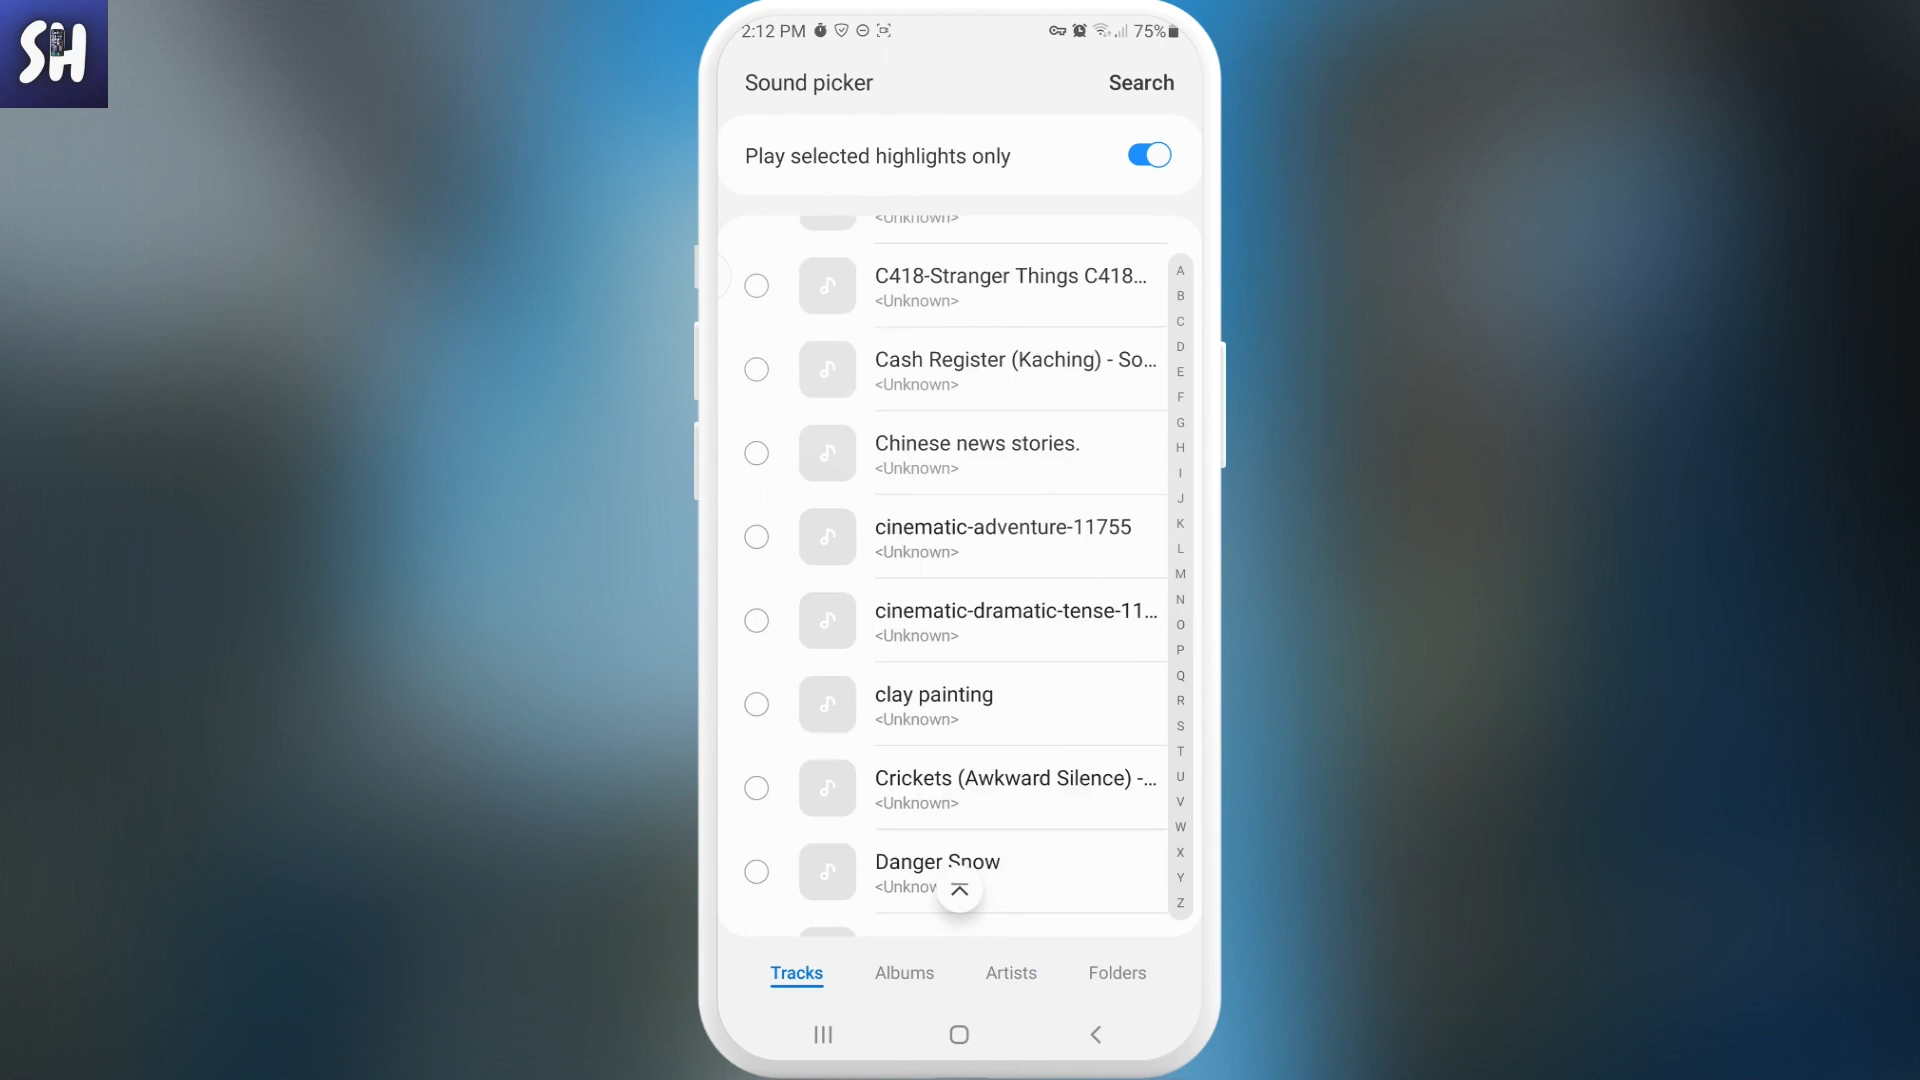 SH
2:12 PM
75%
Sound picker
Search
Play selected highlights only
<Unknown>
C418-Stranger Things C418...
<Unknown>
Cash Register (Kaching) - So...
<Unknown>
Chinese news stories.
<Unknown>
cinematic-adventure-11755
<Unknown>
cinematic-dramatic-tense-11...
<Unknown>
clay painting
<Unknown>
Crickets (Awkward Silence) -...
<Unknown>
Danger Snow
<Unknow
A
B
C
D
E
F
G
H
I
J
K
L
M
N
O
P
Q
R
S
T
U
V
W
X
Y
Z
Tracks
Albums
Artists
Folders